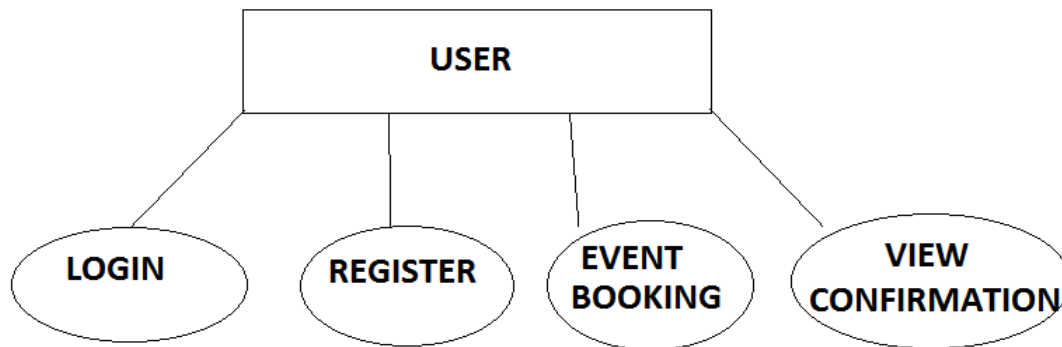 USER
LOGIN
REGISTER
EVENT
BOOKING
VIEW
CONFIRMATION